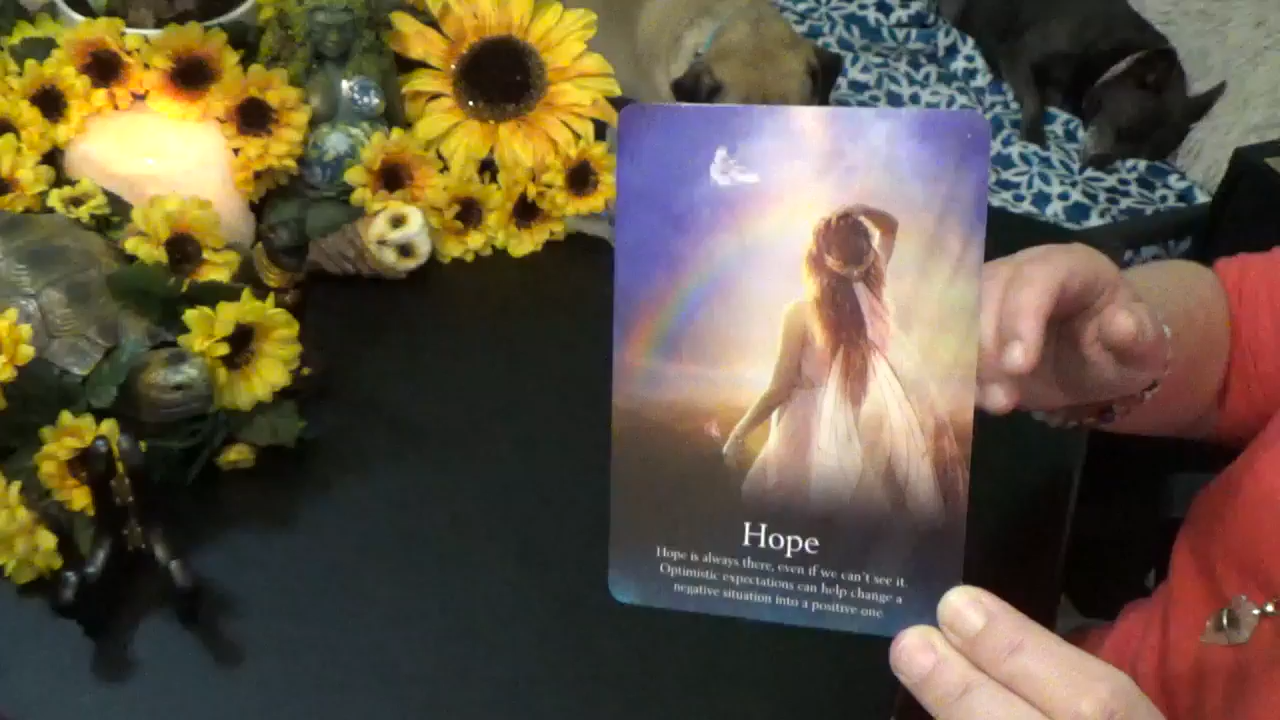 Hope
Hope is always there, even if we can't see it.
Optimistic expectations can help change a
negative situation into a positive one